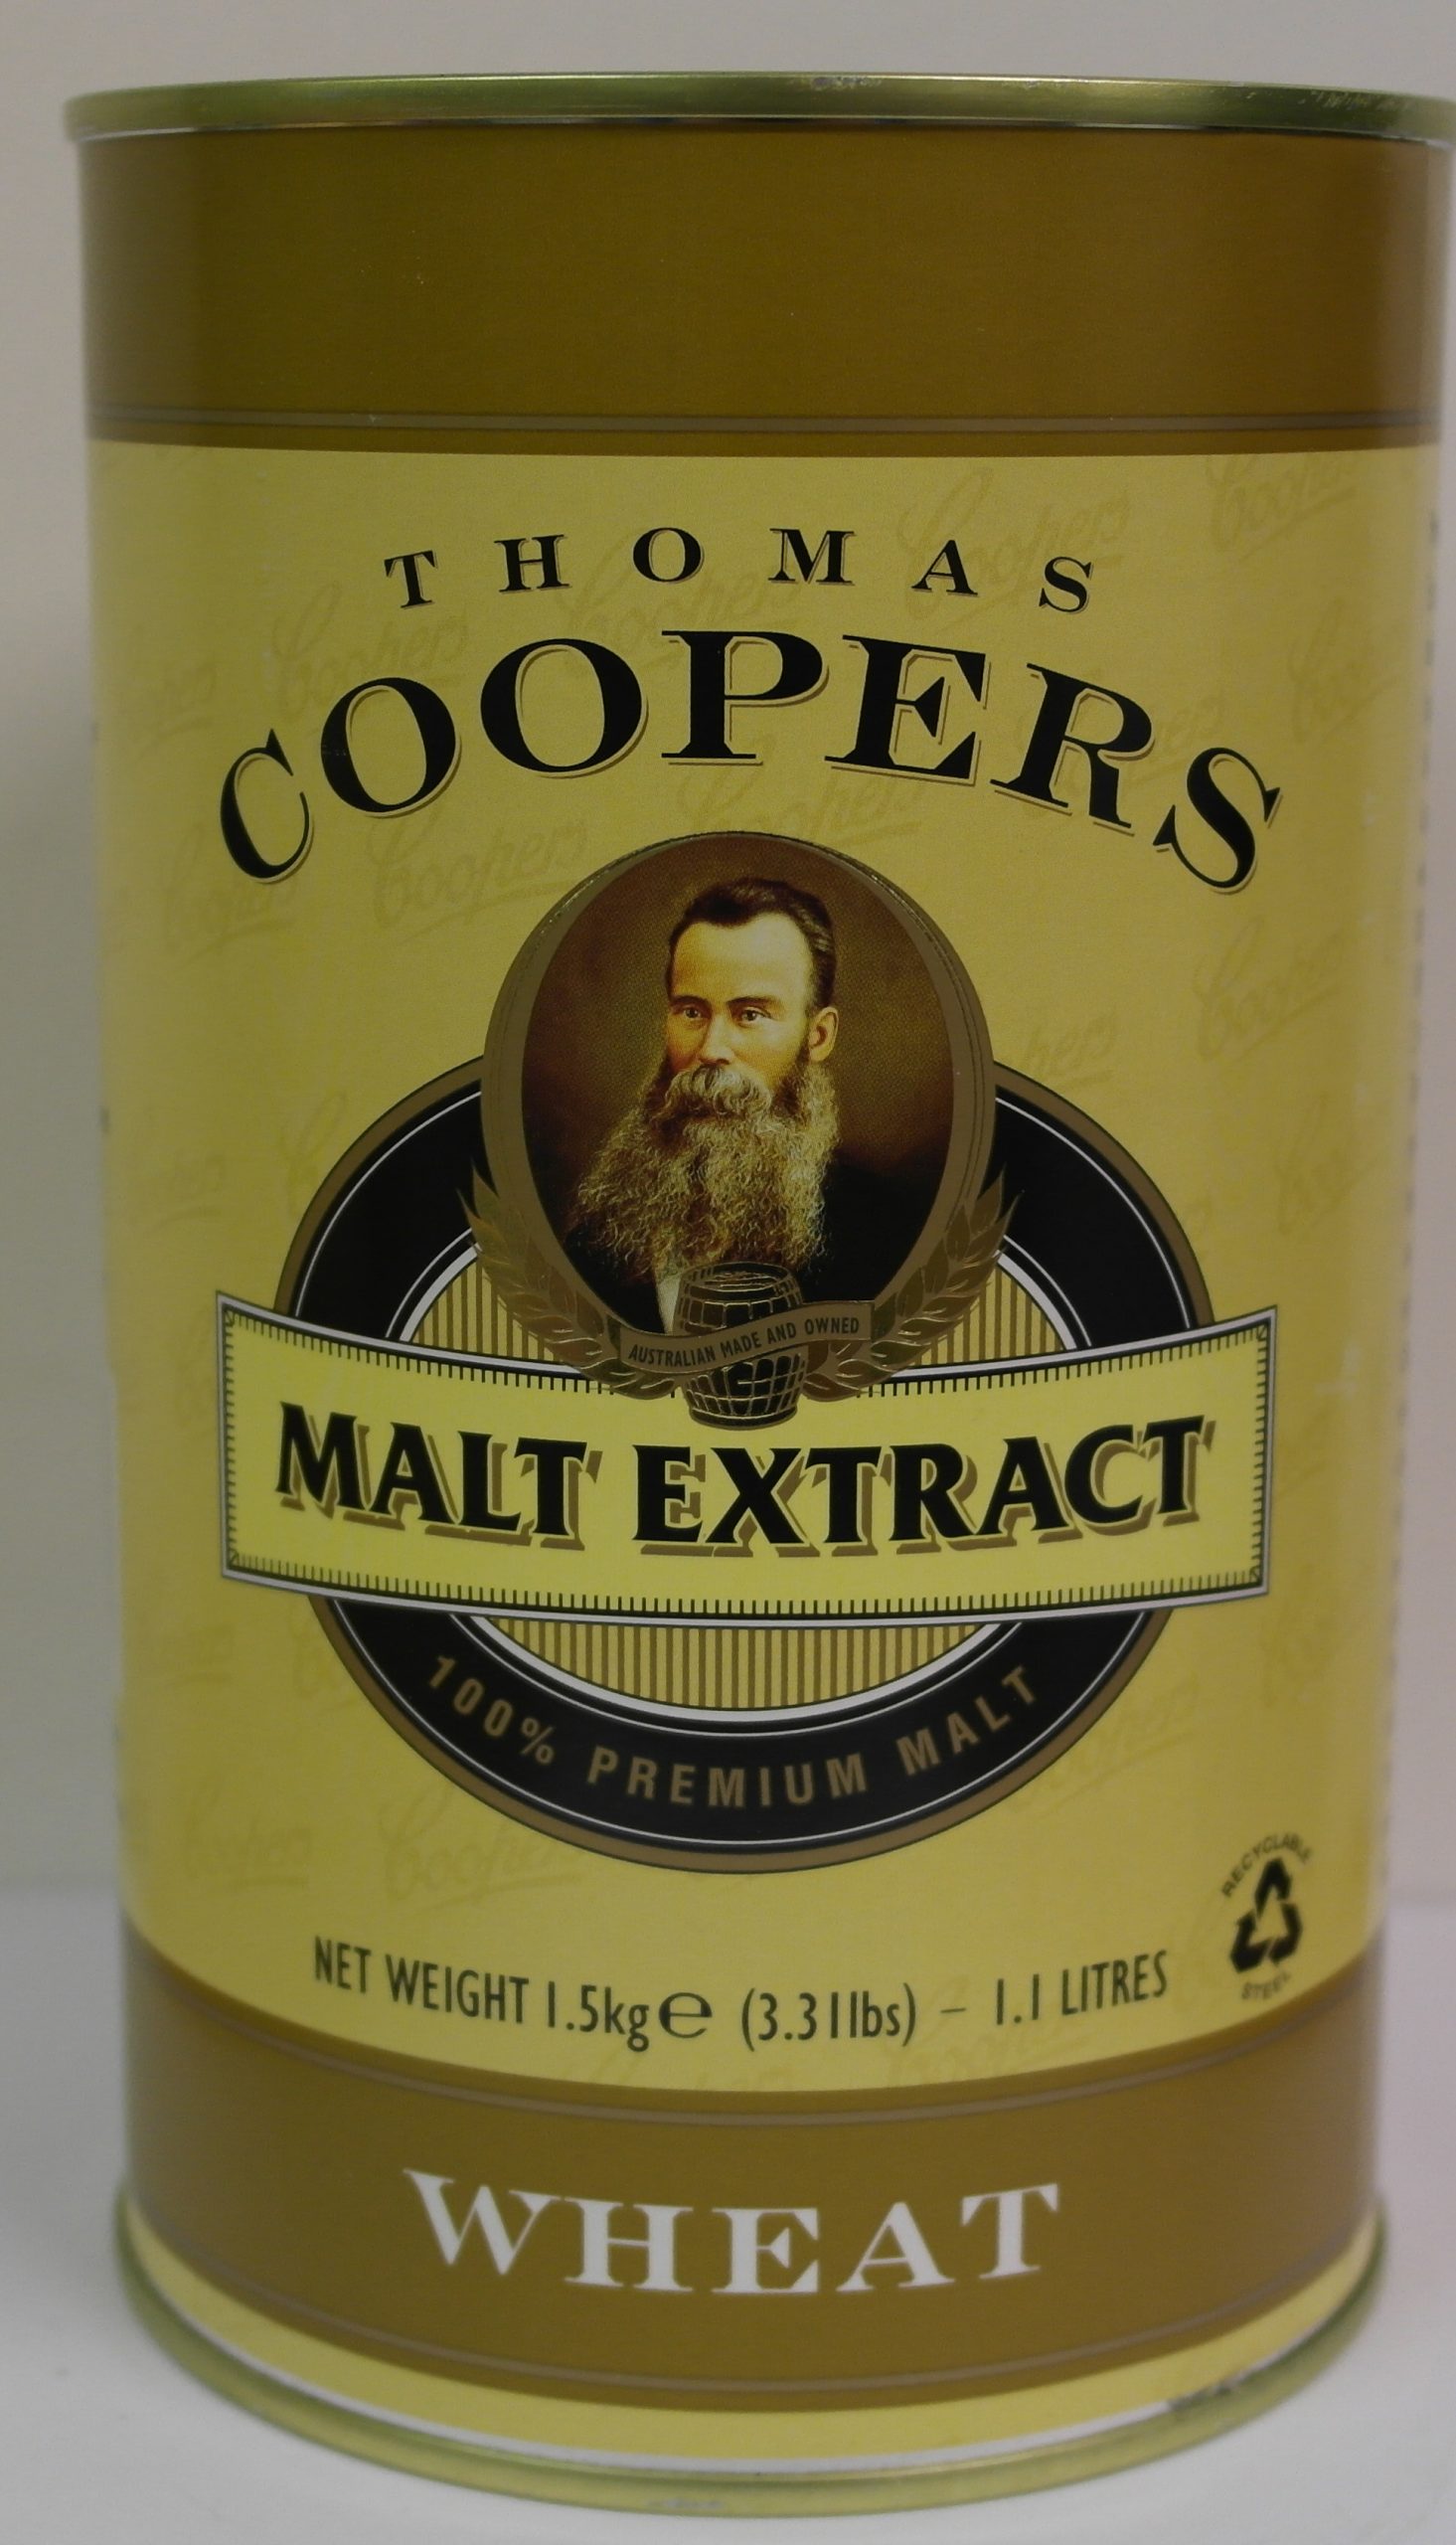 THOMAS
COOPERS
AUSTRALIAN MADE AND OWNED
MALT EXTRACT
100% PREMIUM MALT
RECYCLABLE
STEEL
NET WEIGHT 1.5kg℮ (3.31lbs) – 1.1 LITRES
WHEAT